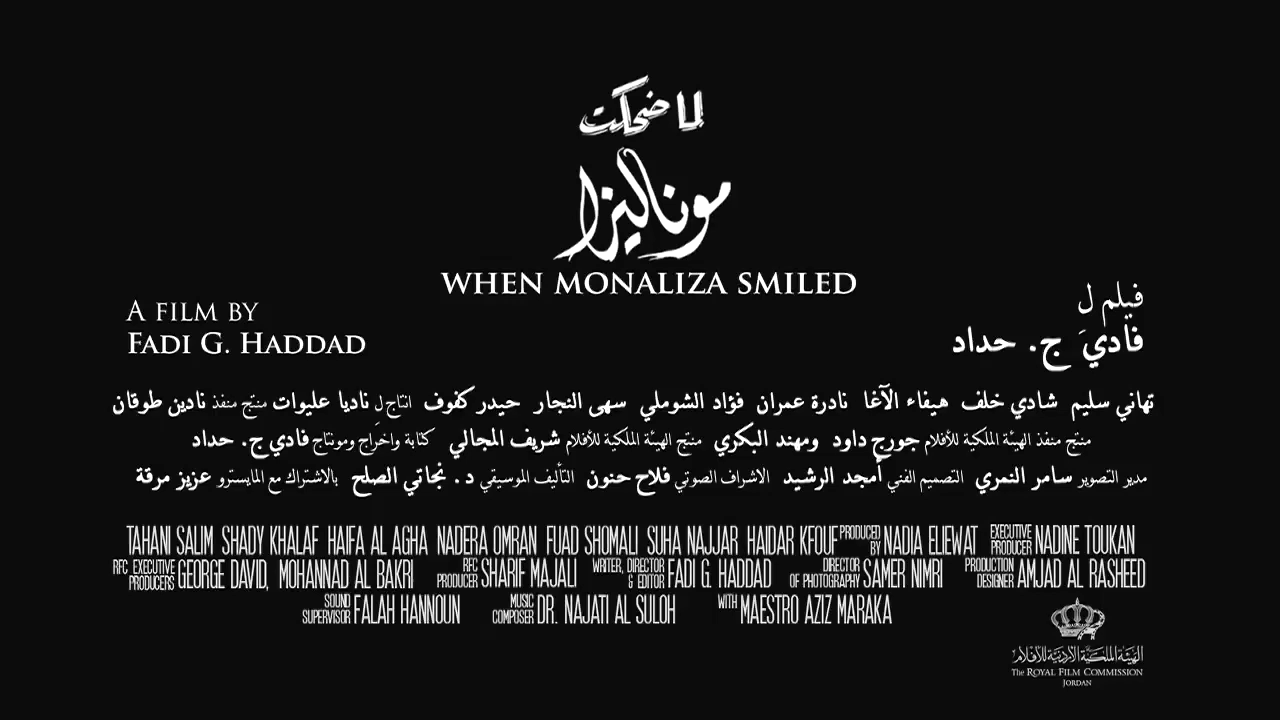 لما ضحكت
موناليزا
WHEN MONALIZA SMILED
A FILM BY
FADI G. HADDAD
فيلم ل
فاديَ ج. حداد
تهاني سليم شادي خلف هيفاء الآغا نادرة عمران فؤاد الشوملي سهى النجار حيدر كفوف انتاج ل ناديا عليوات منتج منفذ نادين طوقان
منتج منفذ الهيئة الملكية للأفلام جورج داود ومهند البكري منتج الهيئة الملكية للأفلام شريف المجالي كتابة واخراج ومونتاج فادي ج. حداد
مدير التصوير سامر النمري التصميم الفني أمجد الرشيد الاشراف الصوتي فلاح حنون التأليف الموسيقي د. نجاتي الصلح بالاشتراك مع المايسترو عزيز مرقة
TAHANI SALIM SHADY KHALAF HAIFA AL AGHA NADERA OMRAN FUAD SHOMALI SUHA NAJJAR HAIDAR KFOUF PRODUCED BY NADIA ELIEWAT EXECUTIVE PRODUCER NADINE TOUKAN
RFC EXECUTIVE PRODUCERS GEORGE DAVID, MOHANNAD AL BAKRI RFC PRODUCER SHARIF MAJALI WRITER, DIRECTOR & EDITOR FADI G. HADDAD DIRECTOR OF PHOTOGRAPHY SAMER NIMRI PRODUCTION DESIGNER AMJAD AL RASHEED
SOUND SUPERVISOR FALAH HANNOUN MUSIC COMPOSER DR. NAJATI AL SULOH WITH MAESTRO AZIZ MARAKA
الهيئة الملكية الأردنية للأفلام
The ROYAL FILM COMMISSION
JORDAN